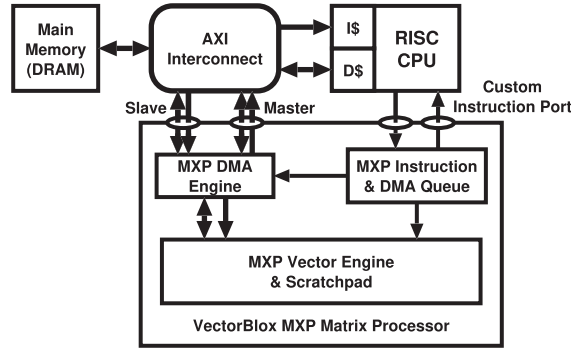 Main
Memory
(DRAM)
AXI
Interconnect
I$
D$
RISC
CPU
Custom
Instruction Port
Slave
Master
MXP DMA
Engine
MXP Instruction
& DMA Queue
MXP Vector Engine
& Scratchpad
VectorBlox MXP Matrix Processor